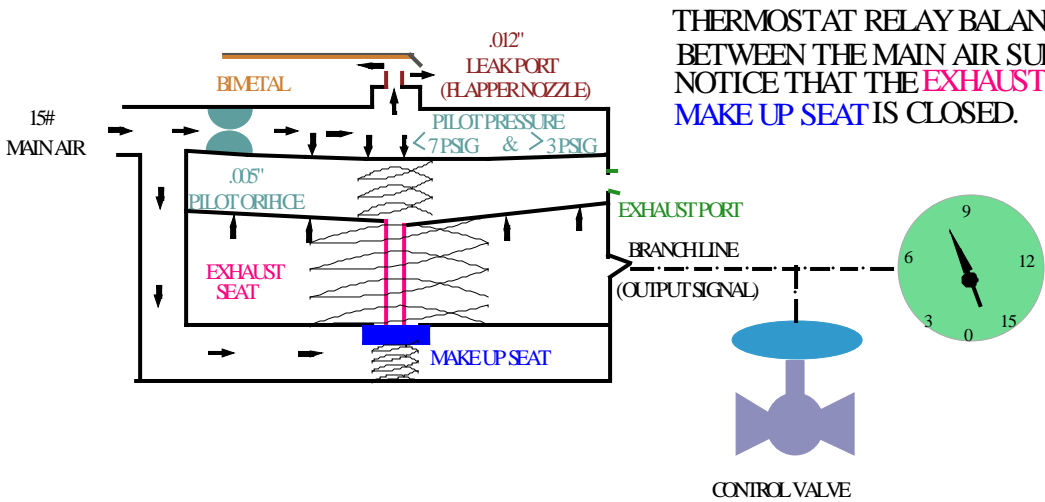 THERMOSTAT RELAY BALAN
BETWEEN THE MAIN AIR SU
NOTICE THAT THE EXHAUST
MAKE UP SEAT IS CLOSED.
.012"
LEAK PORT
(FLAPPER NOZZLE)
BIMETAL
15#
MAIN AIR
PILOT PRESSURE
< 7 PSIG & > 3 PSIG
.005"
PILOT ORIFICE
EXHAUST PORT
EXHAUST
SEAT
BRANCH LINE
(OUTPUT SIGNAL)
MAKE UP SEAT
9
6
12
3
15
0
CONTROL VALVE